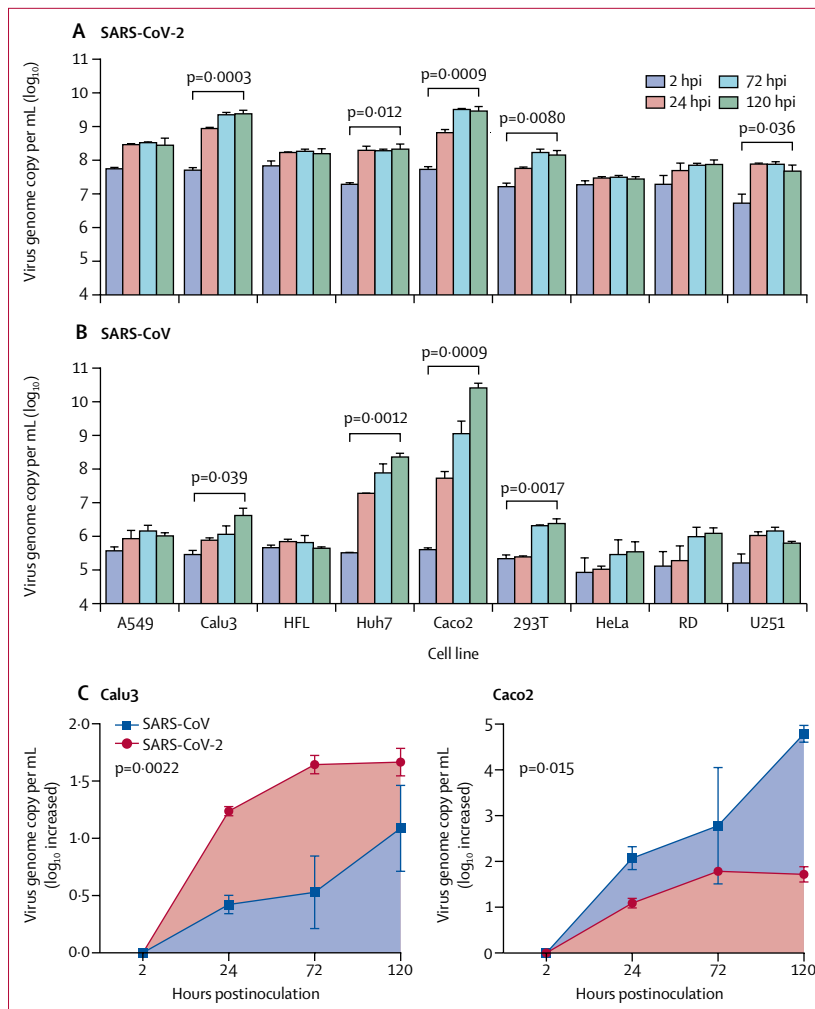 A SARS-CoV-2
Virus genome copy per mL (log₁₀)
11
10
9
8
7
6
5
4
p=0·0003
p=0·012
p=0·0009
p=0·0080
p=0·036
2 hpi
72 hpi
24 hpi
120 hpi
B SARS-CoV
Virus genome copy per mL (log₁₀)
11
10
9
8
7
6
5
4
p=0·039
p=0·0012
p=0·0009
p=0·0017
A549 Calu3 HFL Huh7 Caco2 293T HeLa RD U251
Cell line
C Calu3
SARS-CoV
SARS-CoV-2
p=0·0022
Virus genome copy per mL
(log₁₀ increased)
2·0
1·5
1·0
0·5
0·0
2 24 72 120
Hours postinoculation
Caco2
p=0·015
Virus genome copy per mL
(log₁₀ increased)
5
4
3
2
1
0
2 24 72 120
Hours postinoculation